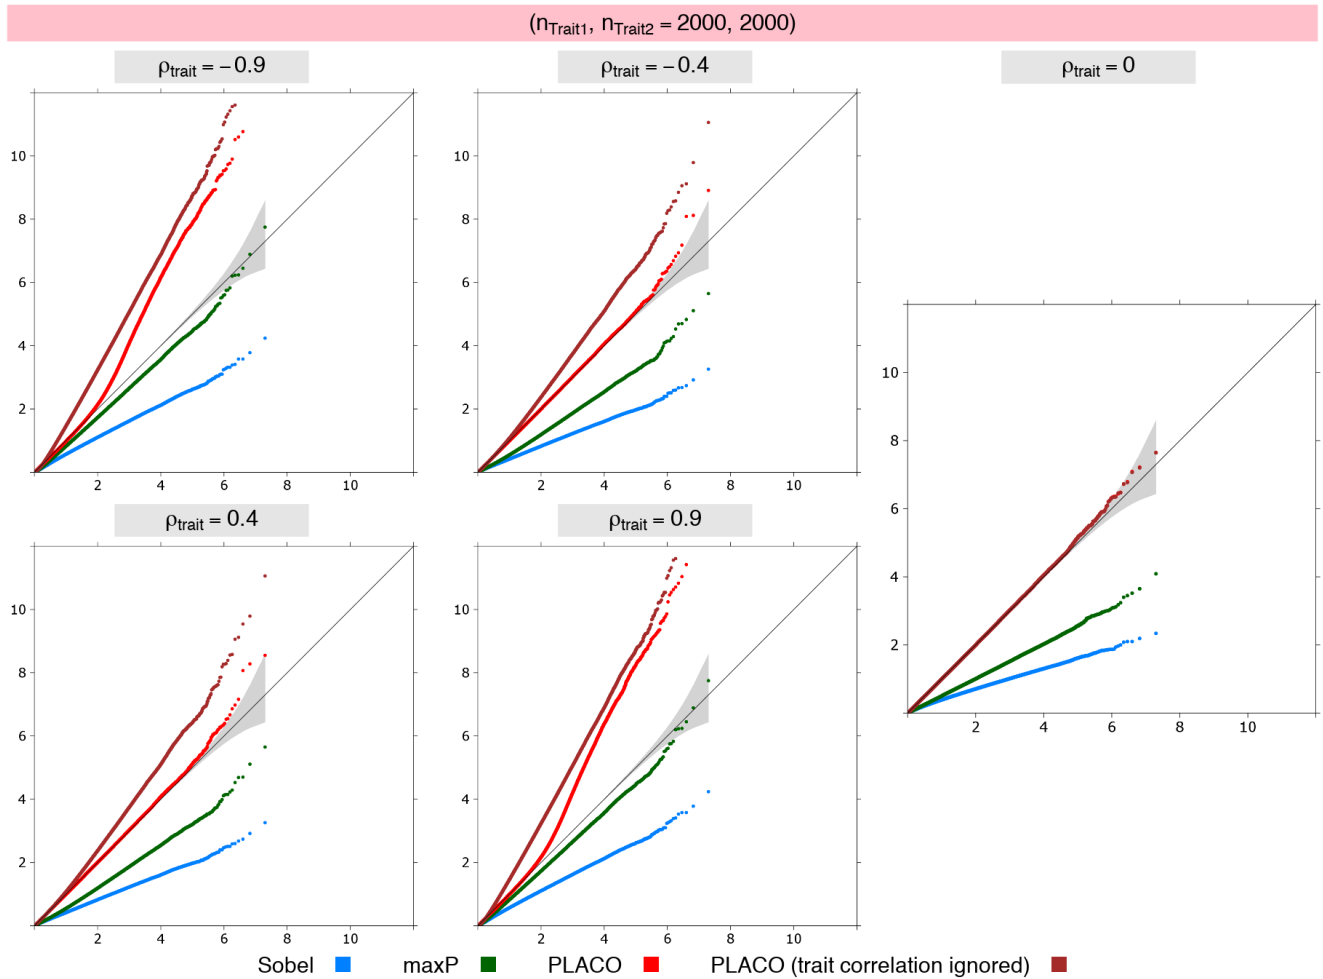 (nTrait1, nTrait2 = 2000, 2000)
ρtrait = −0.9
ρtrait = −0.4
ρtrait = 0
10
8
6
4
2
2 4 6 8 10
10
8
6
4
2
2 4 6 8 10
10
8
6
4
2
2 4 6 8 10
ρtrait = 0.4
ρtrait = 0.9
10
8
6
4
2
2 4 6 8 10
10
8
6
4
2
2 4 6 8 10
Sobel maxP PLACO PLACO (trait correlation ignored)